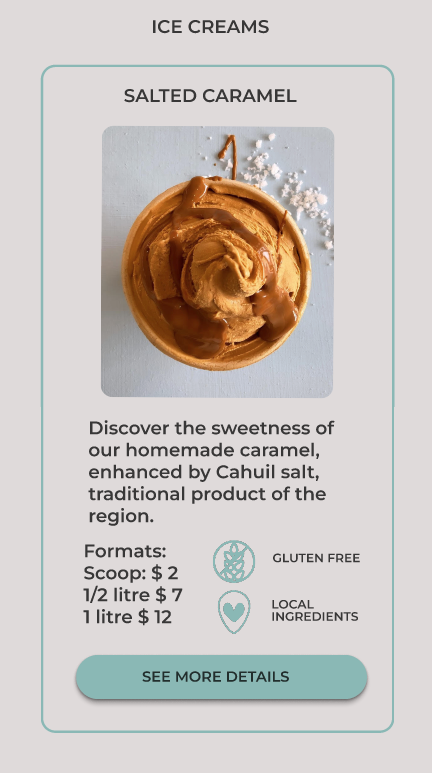 ICE CREAMS
SALTED CARAMEL
Discover the sweetness of
our homemade caramel,
enhanced by Cahuil salt,
traditional product of the
region.
Formats:
Scoop: $ 2
1/2 litre $ 7
1 litre $ 12
GLUTEN FREE
LOCAL
INGREDIENTS
SEE MORE DETAILS